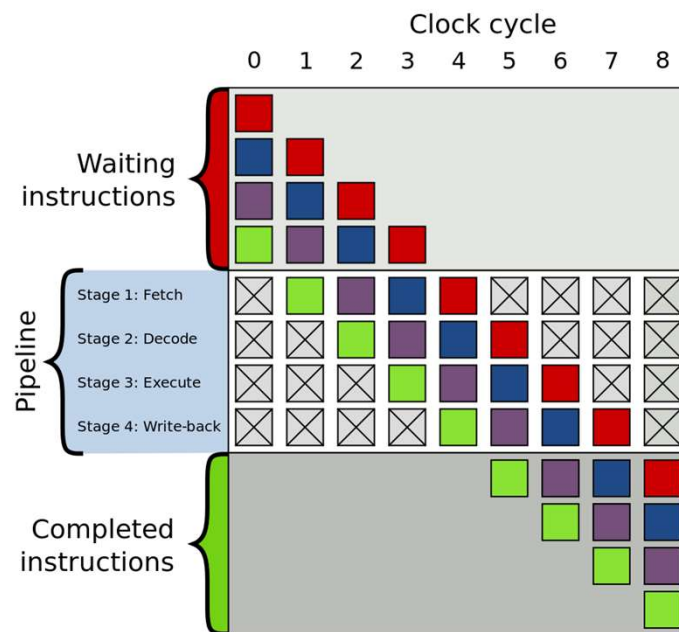 Clock cycle
0 1 2 3 4 5 6 7 8
Waiting
instructions
Pipeline
Stage 1: Fetch
Stage 2: Decode
Stage 3: Execute
Stage 4: Write-back
Completed
instructions